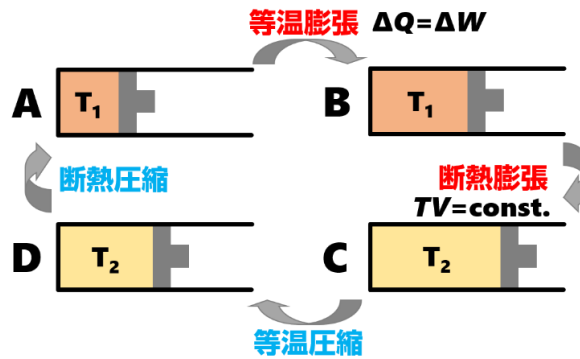 等温膨張 ΔQ=ΔW
A T₁
B T₁
断熱圧縮
断熱膨張
TV=const.
D T₂
C T₂
等温圧縮